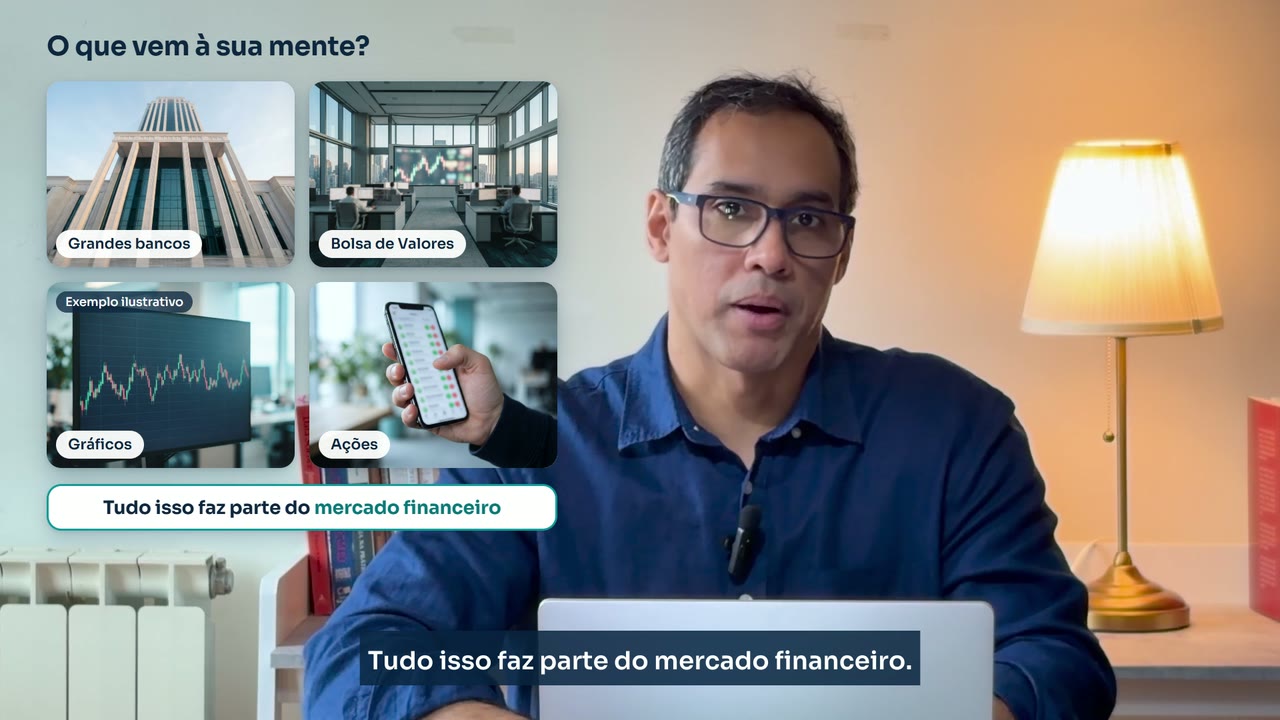 O que vem à sua mente?
Grandes bancos
Bolsa de Valores
Exemplo ilustrativo
Gráficos
Ações
Tudo isso faz parte do mercado financeiro
Tudo isso faz parte do mercado financeiro.